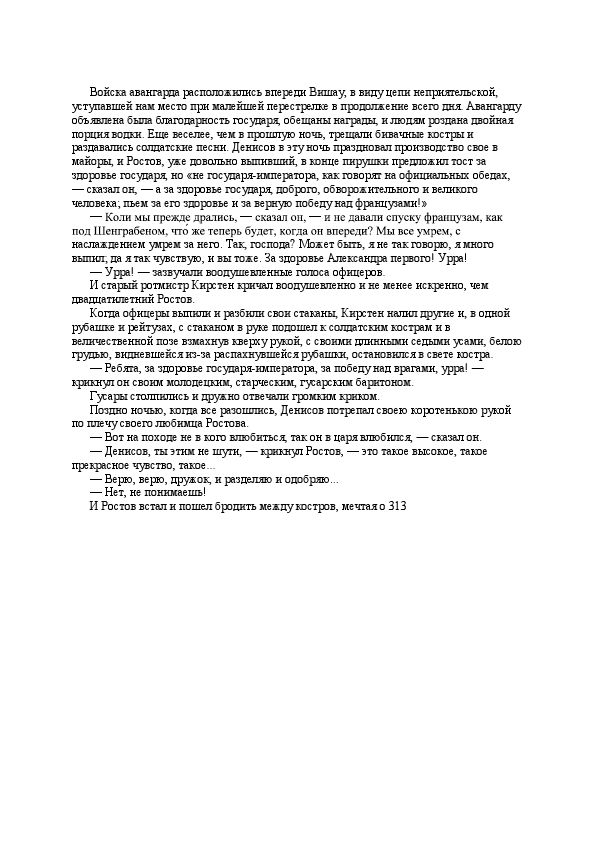 Войска авангарда расположились впереди Вишау, в виду цепи неприятельской,
уступавшей нам место при малейшей перестрелке в продолжение всего дня. Авангарду
объявлена была благодарность государя, обещаны награды, и людям роздана двойная
порция водки. Еще веселее, чем в прошлую ночь, трещали бивачные костры и
раздавались солдатские песни. Денисов в эту ночь праздновал производство свое в
майоры, и Ростов, уже довольно выпивший, в конце пирушки предложил тост за
здоровье государя, но «не государя-императора, как говорят на официальных обедах,
— сказал он, — а за здоровье государя, доброго, обворожительного и великого
человека; пьем за его здоровье и за верную победу над французами!»
— Коли мы прежде дрались, — сказал он, — и не давали спуску французам, как
под Шенграбеном, что́ же теперь будет, когда он впереди? Мы все умрем, с
наслаждением умрем за него. Так, господа? Может быть, я не так говорю, я много
выпил; да я так чувствую, и вы тоже. За здоровье Александра первого! Урра!
— Урра! — зазвучали воодушевленные голоса офицеров.
И старый ротмистр Кирстен кричал воодушевленно и не менее искренно, чем
двадцатилетний Ростов.
Когда офицеры выпили и разбили свои стаканы, Кирстен налил другие и, в одной
рубашке и рейтузах, с стаканом в руке подошел к солдатским кострам и в
величественной позе взмахнув кверху рукой, с своими длинными седыми усами, белою
грудью, видневшейся из-за распахнувшейся рубашки, остановился в свете костра.
— Ребята, за здоровье государя-императора, за победу над врагами, урра! —
крикнул он своим молодецким, старческим, гусарским баритоном.
Гусары столпились и дружно отвечали громким криком.
Поздно ночью, когда все разошлись, Денисов потрепал своею коротенькою рукой
по плечу своего любимца Ростова.
— Вот на походе не в кого влюбиться, так он в царя влюбился, — сказал он.
— Денисов, ты этим не шути, — крикнул Ростов, — это такое высокое, такое
прекрасное чувство, такое...
— Верю, верю, дружок, и разделяю и одобряю...
— Нет, не понимаешь!
И Ростов встал и пошел бродить между костров, мечтая о 313